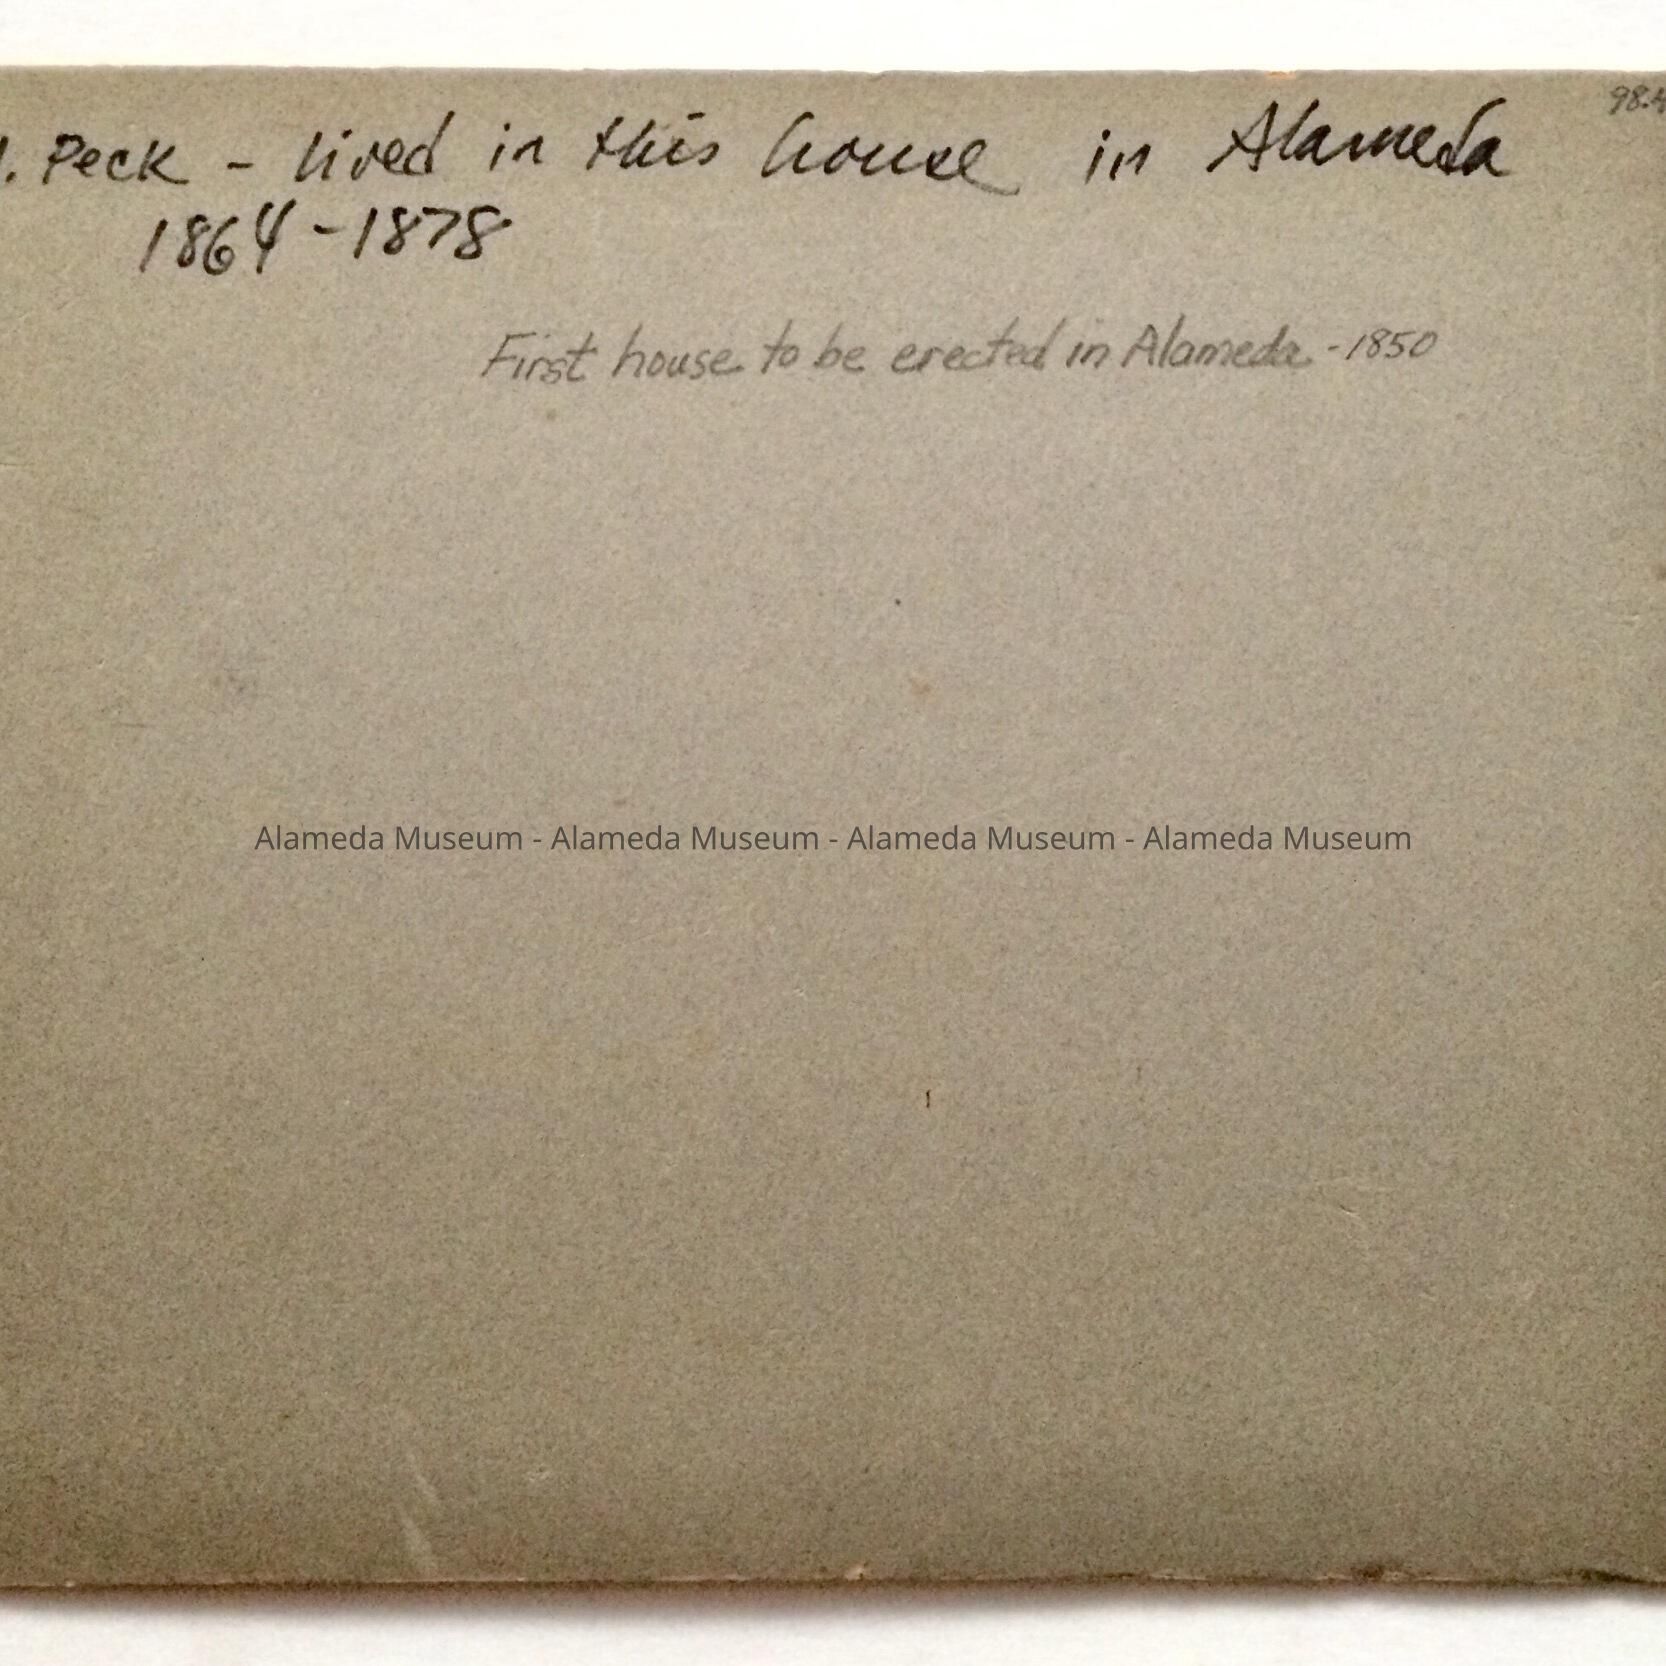 . Peck - lived in this house in Alameda
1864-1878
First house to be erected in Alameda - 1850
Alameda Museum - Alameda Museum - Alameda Museum - Alameda Museum